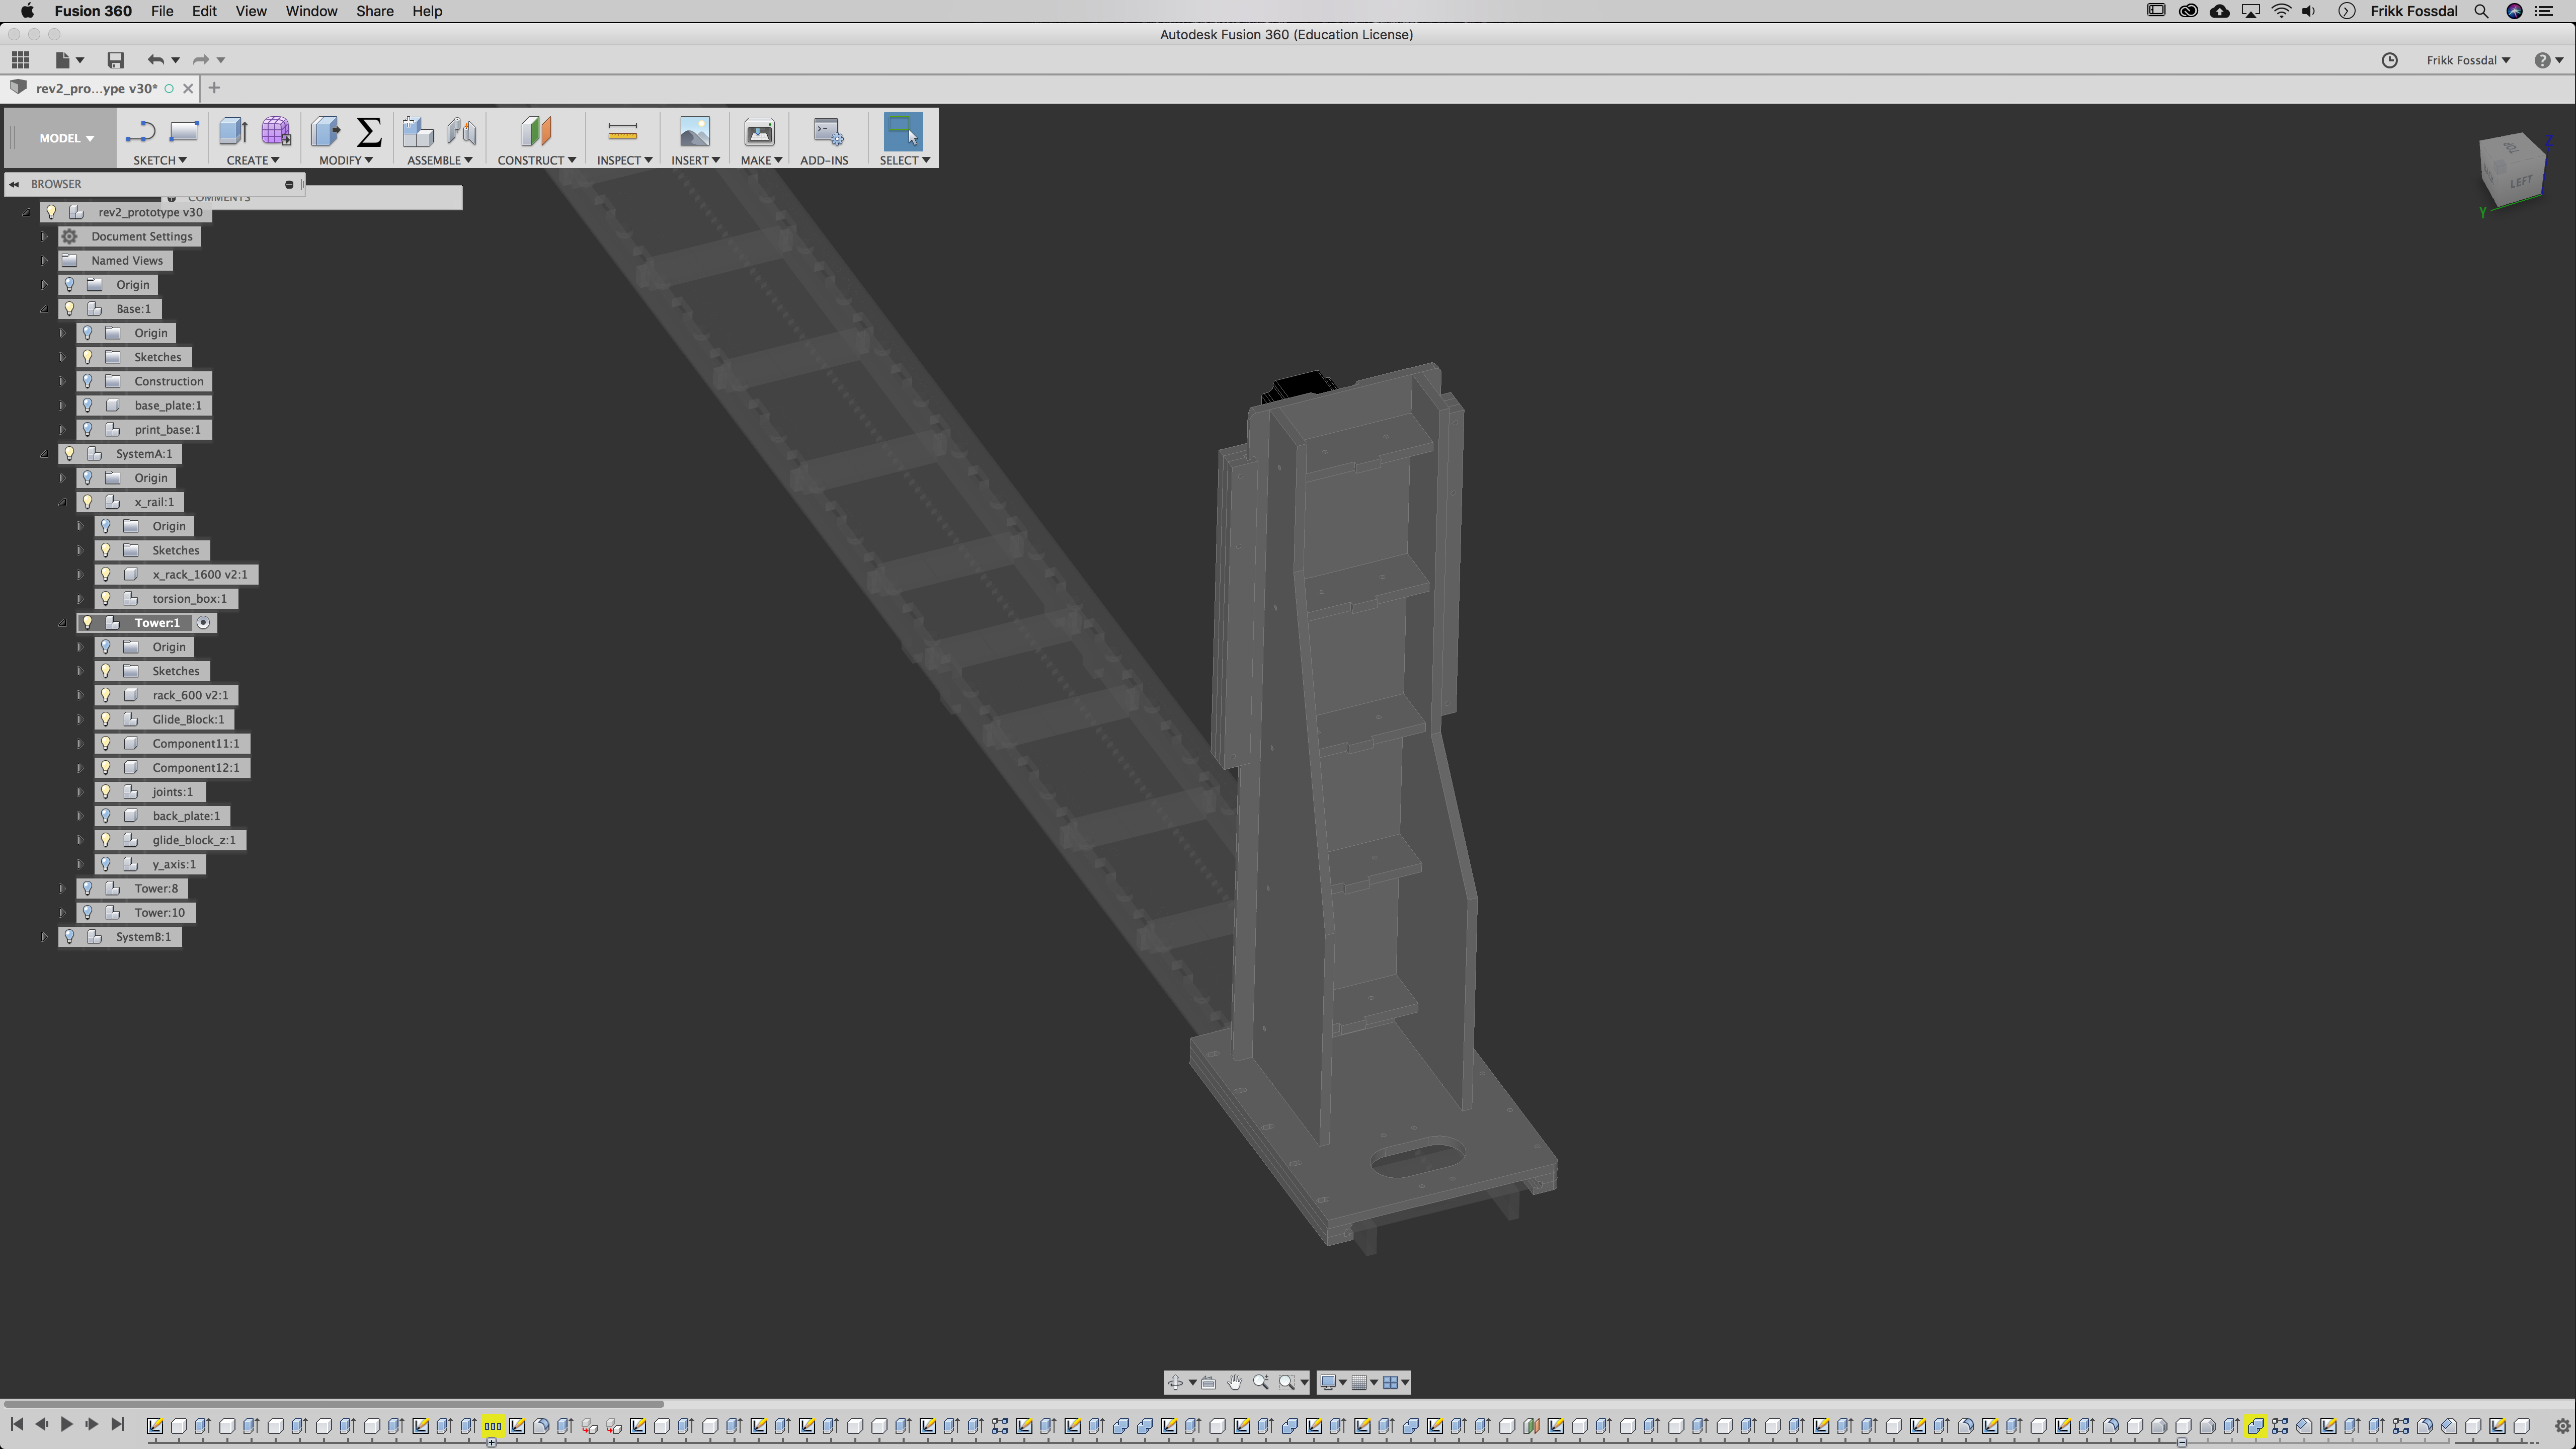 Fusion 360 File Edit View Window Share Help Frikk Fossdal
Autodesk Fusion 360 (Education License)
Frikk Fossdal
rev2_pro...ype v30*
MODEL
SKETCH CREATE MODIFY ASSEMBLE CONSTRUCT INSPECT INSERT MAKE ADD-INS SELECT
BROWSER
COMMENTS
rev2_prototype v30
Document Settings
Named Views
Origin
Base:1
Origin
Sketches
Construction
base_plate:1
print_base:1
SystemA:1
Origin
x_rail:1
Origin
Sketches
x_rack_1600 v2:1
torsion_box:1
Tower:1
Origin
Sketches
rack_600 v2:1
Glide_Block:1
Component11:1
Component12:1
joints:1
back_plate:1
glide_block_z:1
y_axis:1
Tower:8
Tower:10
SystemB:1
Z
TOP
LEFT
Y